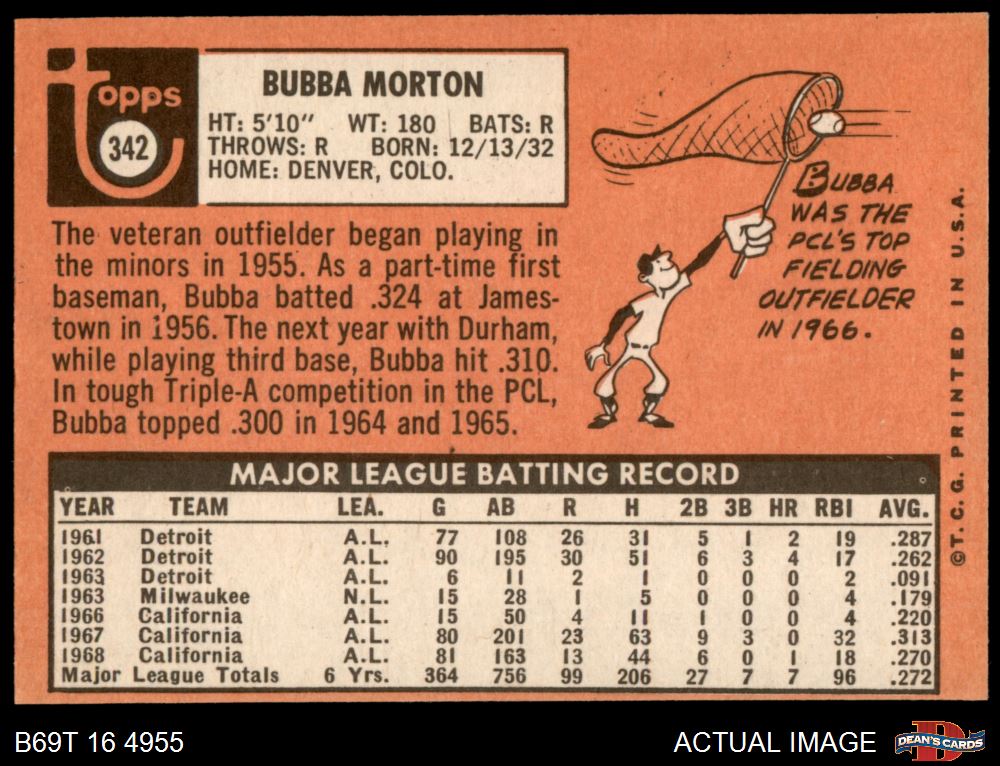 topps
342
BUBBA MORTON
HT: 5'10" WT: 180 BATS: R
THROWS: R BORN: 12/13/32
HOME: DENVER, COLO.
The veteran outfielder began playing in
the minors in 1955. As a part-time first
baseman, Bubba batted .324 at James-
town in 1956. The next year with Durham,
while playing third base, Bubba hit .310.
In tough Triple-A competition in the PCL,
Bubba topped .300 in 1964 and 1965.
BUBBA
WAS THE
PCL'S TOP
FIELDING
OUTFIELDER
IN 1966.
©T. C. G. PRINTED IN U. S. A.
MAJOR LEAGUE BATTING RECORD
YEAR TEAM LEA. G AB R H 2B 3B HR RBI AVG.
1961 Detroit A.L. 77 108 26 31 5 1 2 19 .287
1962 Detroit A.L. 90 195 30 51 6 3 4 17 .262
1963 Detroit A.L. 6 11 2 1 0 0 0 2 .091
1963 Milwaukee N.L. 15 28 1 5 0 0 0 4 .179
1966 California A.L. 15 50 4 11 1 0 0 4 .220
1967 California A.L. 80 201 23 63 9 3 0 32 .313
1968 California A.L. 81 163 13 44 6 0 1 18 .270
Major League Totals 6 Yrs. 364 756 99 206 27 7 7 96 .272
B69T 16 4955
ACTUAL IMAGE
D
DEAN'S CARDS